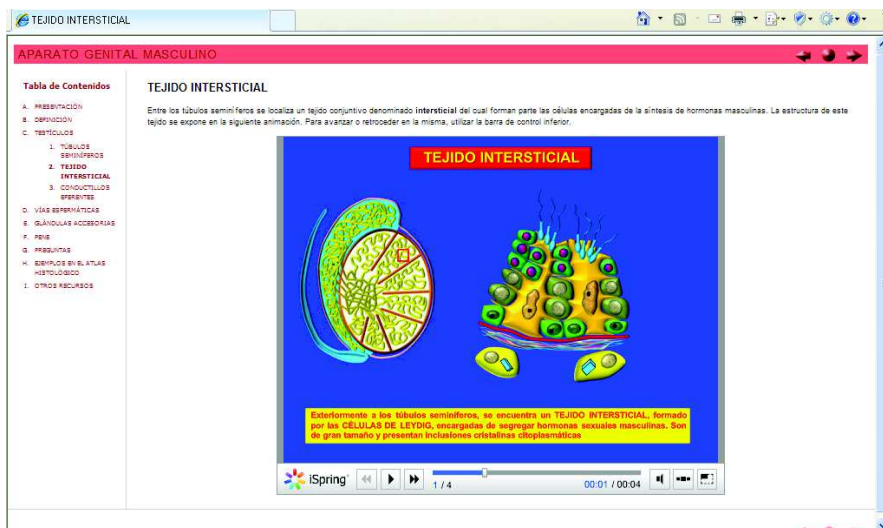 TEJIDO INTERSTICIAL
APARATO GENITAL MASCULINO
Tabla de Contenidos
A. PRESENTACIÓN
B. DEFINICIÓN
C. TESTÍCULOS
1. TÚBULOS
SEMINÍFEROS
2. TEJIDO
INTERSTICIAL
3. CONDUCTILLOS
EFERENTES
D. VÍAS ESPERMÁTICAS
E. GLÁNDULAS ACCESORIAS
F. PENE
G. PREGUNTAS
H. EJEMPLOS EN EL ATLAS
HISTOLÓGICO
I. OTROS RECURSOS
TEJIDO INTERSTICIAL
Entre los túbulos seminíferos se localiza un tejido conjuntivo denominado intersticial del cual forman parte las células encargadas de la síntesis de hormonas masculinas. La estructura de este
tejido se expone en la siguiente animación. Para avanzar o retroceder en la misma, utilizar la barra de control inferior.
TEJIDO INTERSTICIAL
Exteriormente a los túbulos seminíferos, se encuentra un TEJIDO INTERSTICIAL, formado
por las CÉLULAS DE LEYDIG, encargadas de segregar hormonas sexuales masculinas. Son
de gran tamaño y presentan inclusiones cristalinas citoplasmáticas
iSpring
1 / 4
00:01 / 00:04